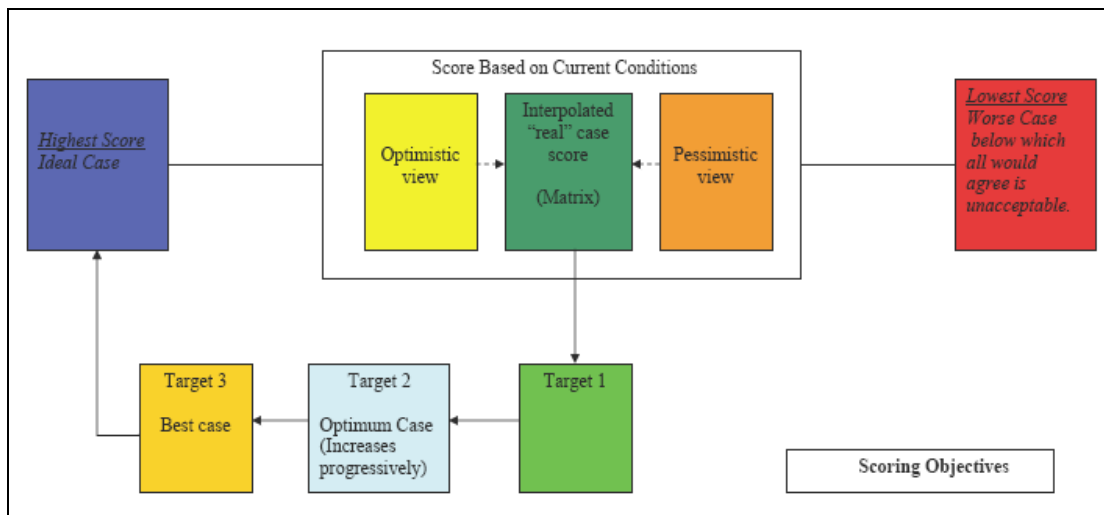 Score Based on Current Conditions
Highest Score
Ideal Case
Optimistic
view
Interpolated
“real” case
score
(Matrix)
Pessimistic
view
Lowest Score
Worse Case
below which
all would
agree is
unacceptable.
Target 3
Best case
Target 2
Optimum Case
(Increases
progressively)
Target 1
Scoring Objectives